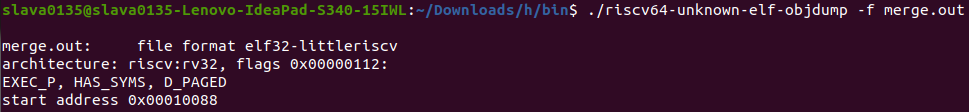 slava0135@slava0135-Lenovo-IdeaPad-S340-15IWL:~/Downloads/h/bin$ ./riscv64-unknown-elf-objdump -f merge.out
merge.out:     file format elf32-littleriscv
architecture: riscv:rv32, flags 0x00000112:
EXEC_P, HAS_SYMS, D_PAGED
start address 0x00010088